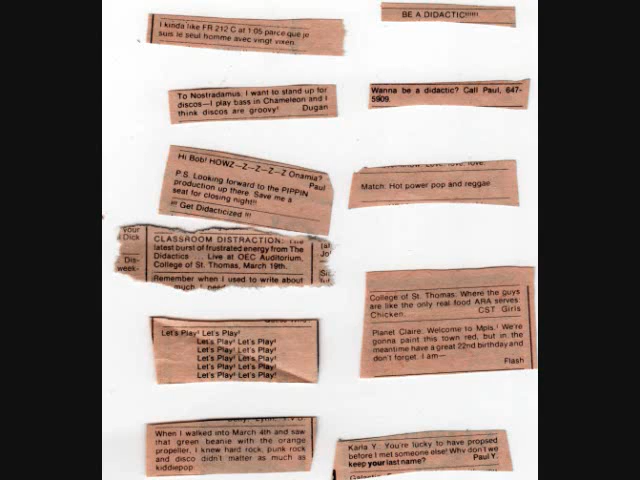 I kinda like FR 212 C at 1:05 parce que je
suis le seul homme avec vingt vixen.
BE A DIDACTIC!!!!!
To Nostradamus: I want to stand up for
discos—I play bass in Chameleon and I
think discos are groovy! Dugan
Wanna be a didactic? Call Paul, 647-
5909.
Hi Bob! HOWZ—Z—Z—Z—Z Onamia?
Paul
P.S. Looking forward to the PIPPIN
production up there. Save me a
seat for closing night!!
!!! Get Didacticized !!!
love, love.
Match: Hot power pop and reggae.
your
Dick
Dis-
week-
CLASSROOM DISTRACTION: The
latest burst of frustrated energy from The
Didactics ... Live at OEC Auditorium,
College of St. Thomas, March 19th.
Remember when I used to write about
much I need
College of St. Thomas: Where the guys
are like the only real food ARA serves:
Chicken. CST Girls
Planet Claire: Welcome to Mpls.! We're
gonna paint this town red, but in the
meantime have a great 22nd birthday and
don't forget. I am—
Flash
Let's Play! Let's Play!
Let's Play! Let's Play!
Let's Play! Let's Play!
Let's Play! Let's Play!
Let's Play! Let's Play!
Let's Play! Let's Play!
When I walked into March 4th and saw
that green beanie with the orange
propeller, I knew hard rock, punk rock
and disco didn't matter as much as
kiddiepop.
Karla Y. You're lucky to have propsed
before I met someone else! Why don't we
keep your last name? Paul Y.